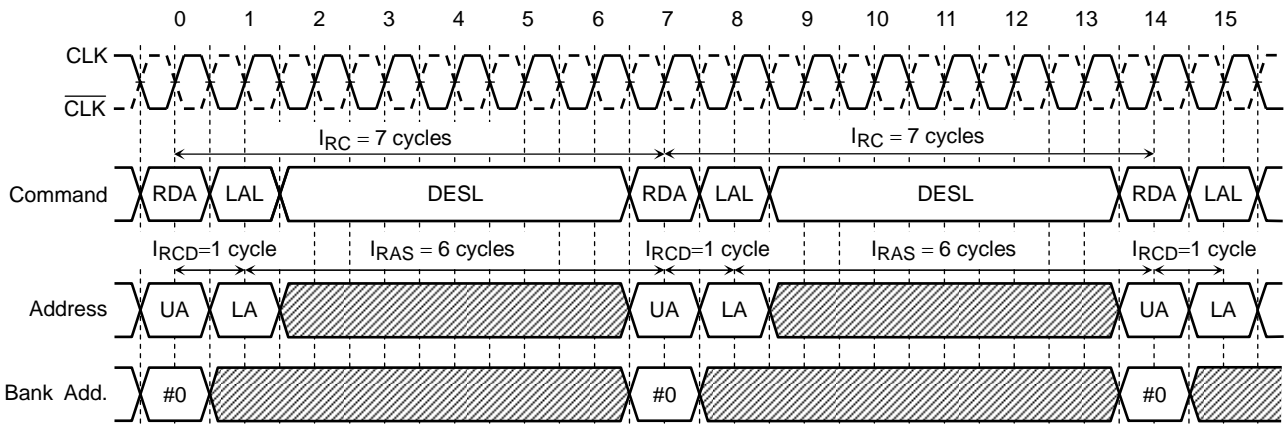 0 1 2 3 4 5 6 7 8 9 10 11 12 13 14 15
CLK
CLK
IRC = 7 cycles IRC = 7 cycles
Command RDA LAL DESL RDA LAL DESL RDA LAL
IRCD=1 cycle IRAS = 6 cycles IRCD=1 cycle IRAS = 6 cycles IRCD=1 cycle
Address UA LA UA LA UA LA
Bank Add. #0 #0 #0